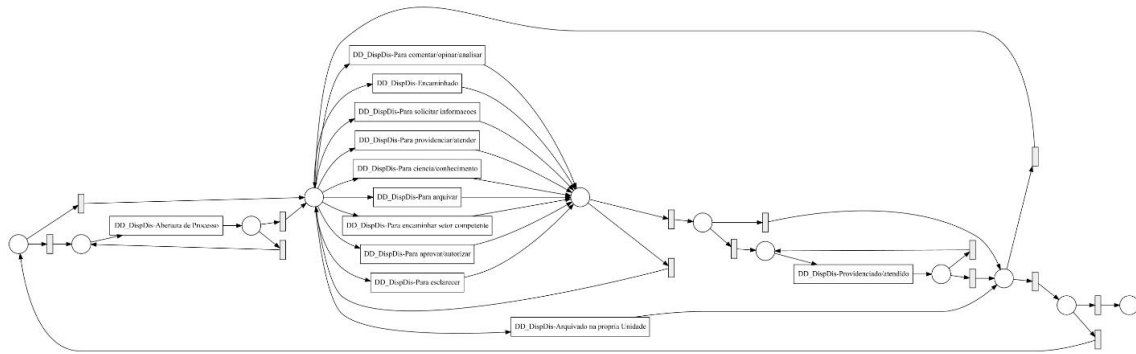 DD_DispDis-Para comentar/opinar/analisar
DD_DispDis-Encaminhado
DD_DispDis-Para solicitar informacoes
DD_DispDis-Para providenciar/atender
DD_DispDis-Para ciencia/conhecimento
DD_DispDis-Para arquivar
DD_DispDis-Abertura de Processo
DD_DispDis-Para encaminhar setor competente
DD_DispDis-Para aprovar/autorizar
DD_DispDis-Providenciado/atendido
DD_DispDis-Para esclarecer
DD_DispDis-Arquivado na propria Unidade